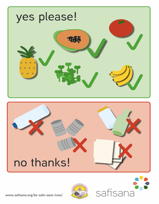 yes please!
no thanks!
www.safisana.org/be-safe-save-lives/
safisana